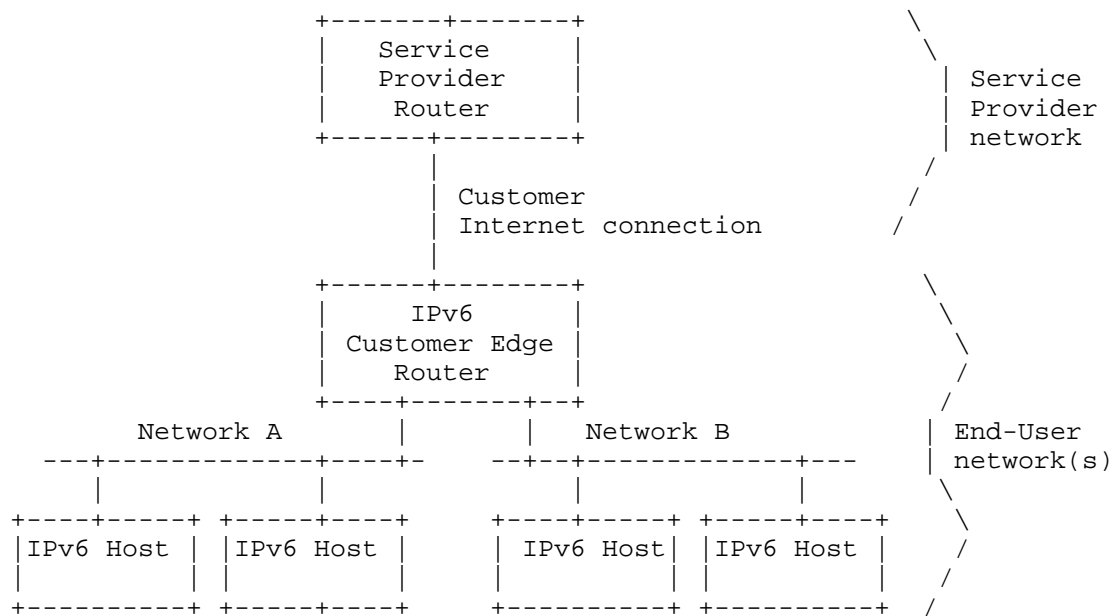 Service
Provider
Router
Service
Provider
network
Customer
Internet connection
IPv6
Customer Edge
Router
Network A
Network B
End-User
network(s)
IPv6 Host
IPv6 Host
IPv6 Host
IPv6 Host